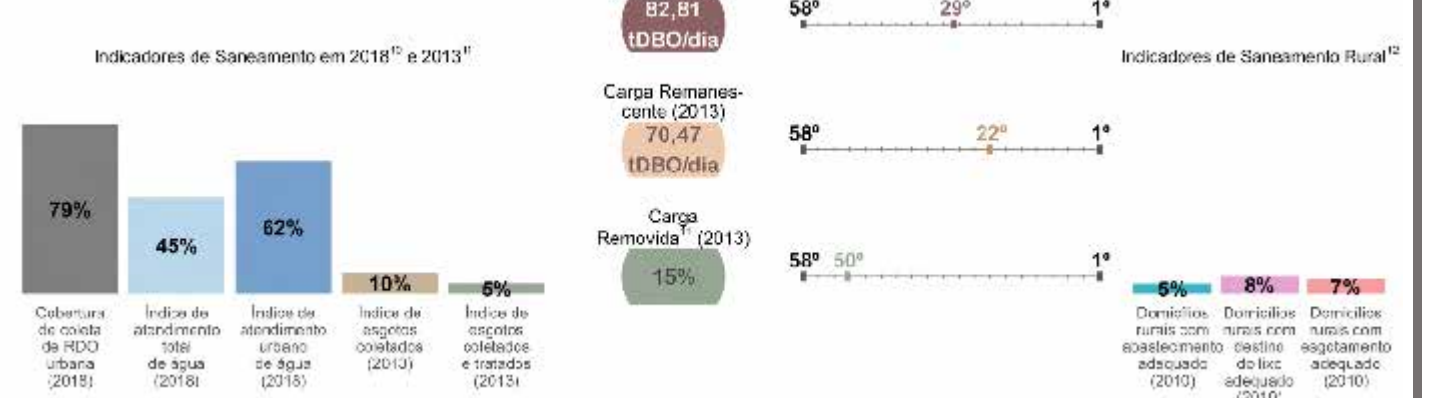 82,81
tDBO/dia
58º 29º 1º
Indicadores de Saneamento em 2018¹⁰ e 2013¹¹
Indicadores de Saneamento Rural¹²
Carga Remanes-
cente (2013)
70,47
tDBO/dia
58º 22º 1º
Carga
Removida¹¹ (2013)
15%
58º 50º 1º
79%
45%
62%
10%
5%
Cobertura
de coleta
de RDO
urbana
(2018)
Índice de
atendimento
total
de água
(2018)
Índice de
atendimento
urbano
de água
(2018)
Índice de
esgotos
coletados
(2013)
Índice de
esgotos
coletados
e tratados
(2013)
5%
8%
7%
Domicílios
rurais com
abastecimento
adequado
(2010)
Domicílios
rurais com
destino
do lixo
adequado
(2010)
Domicílios
rurais com
esgotamento
adequado
(2010)